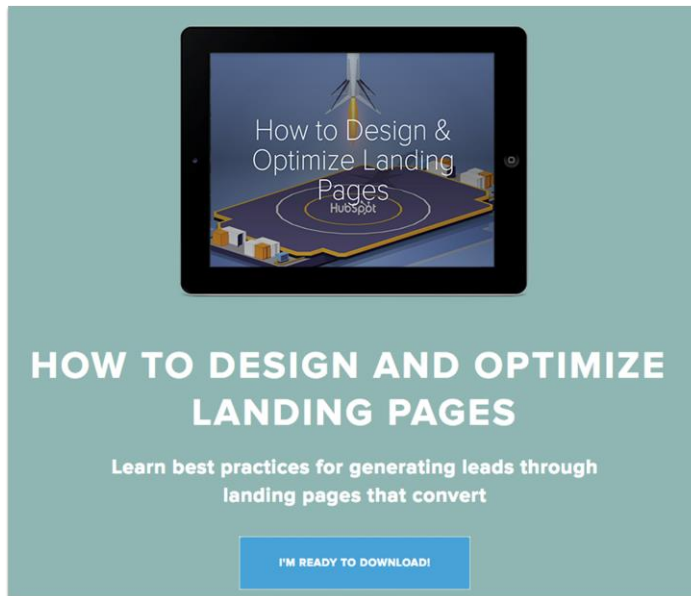 How to Design &
Optimize Landing
Pages
HubSpot
HOW TO DESIGN AND OPTIMIZE
LANDING PAGES
Learn best practices for generating leads through
landing pages that convert
I'M READY TO DOWNLOAD!